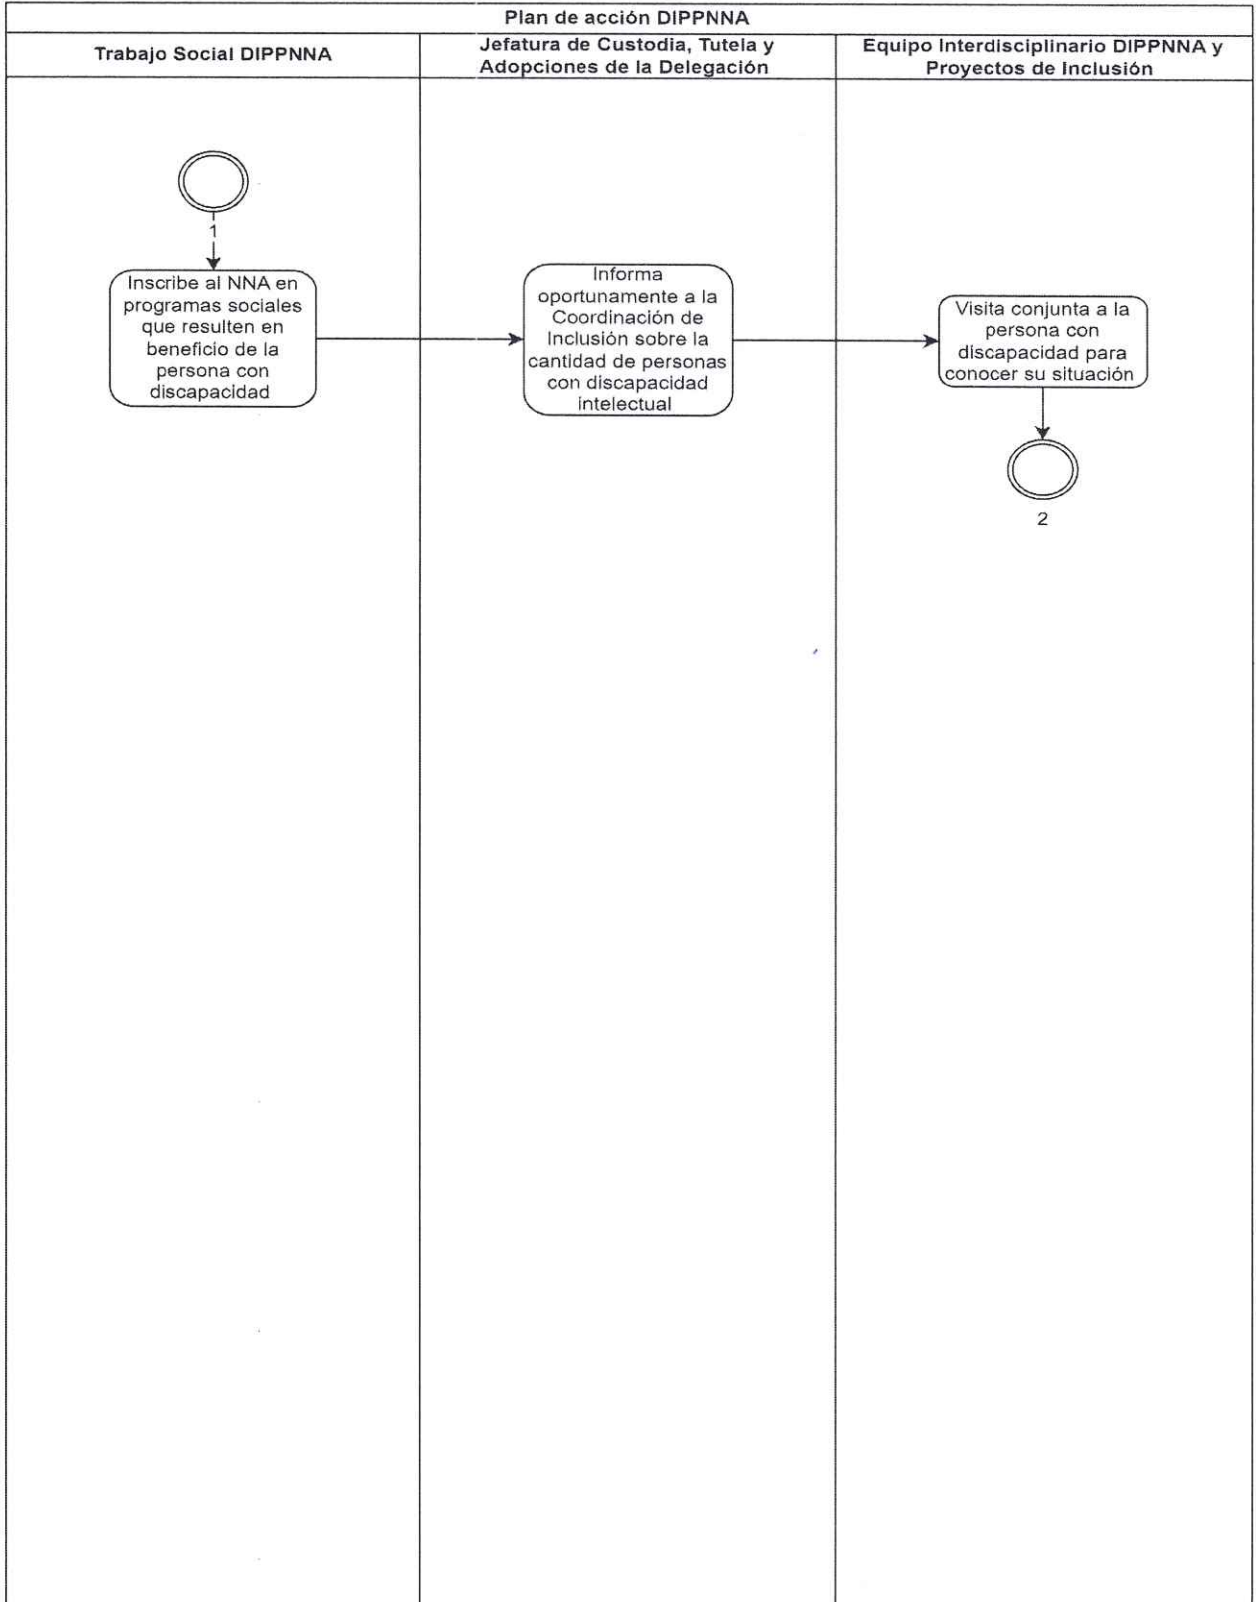 Plan de acción DIPPNNA
Trabajo Social DIPPNNA
Jefatura de Custodia, Tutela y
Adopciones de la Delegación
Equipo Interdisciplinario DIPPNNA y
Proyectos de Inclusión
1
Inscribe al NNA en
programas sociales
que resulten en
beneficio de la
persona con
discapacidad
Informa
oportunamente a la
Coordinación de
Inclusión sobre la
cantidad de personas
con discapacidad
intelectual
Visita conjunta a la
persona con
discapacidad para
conocer su situación
2